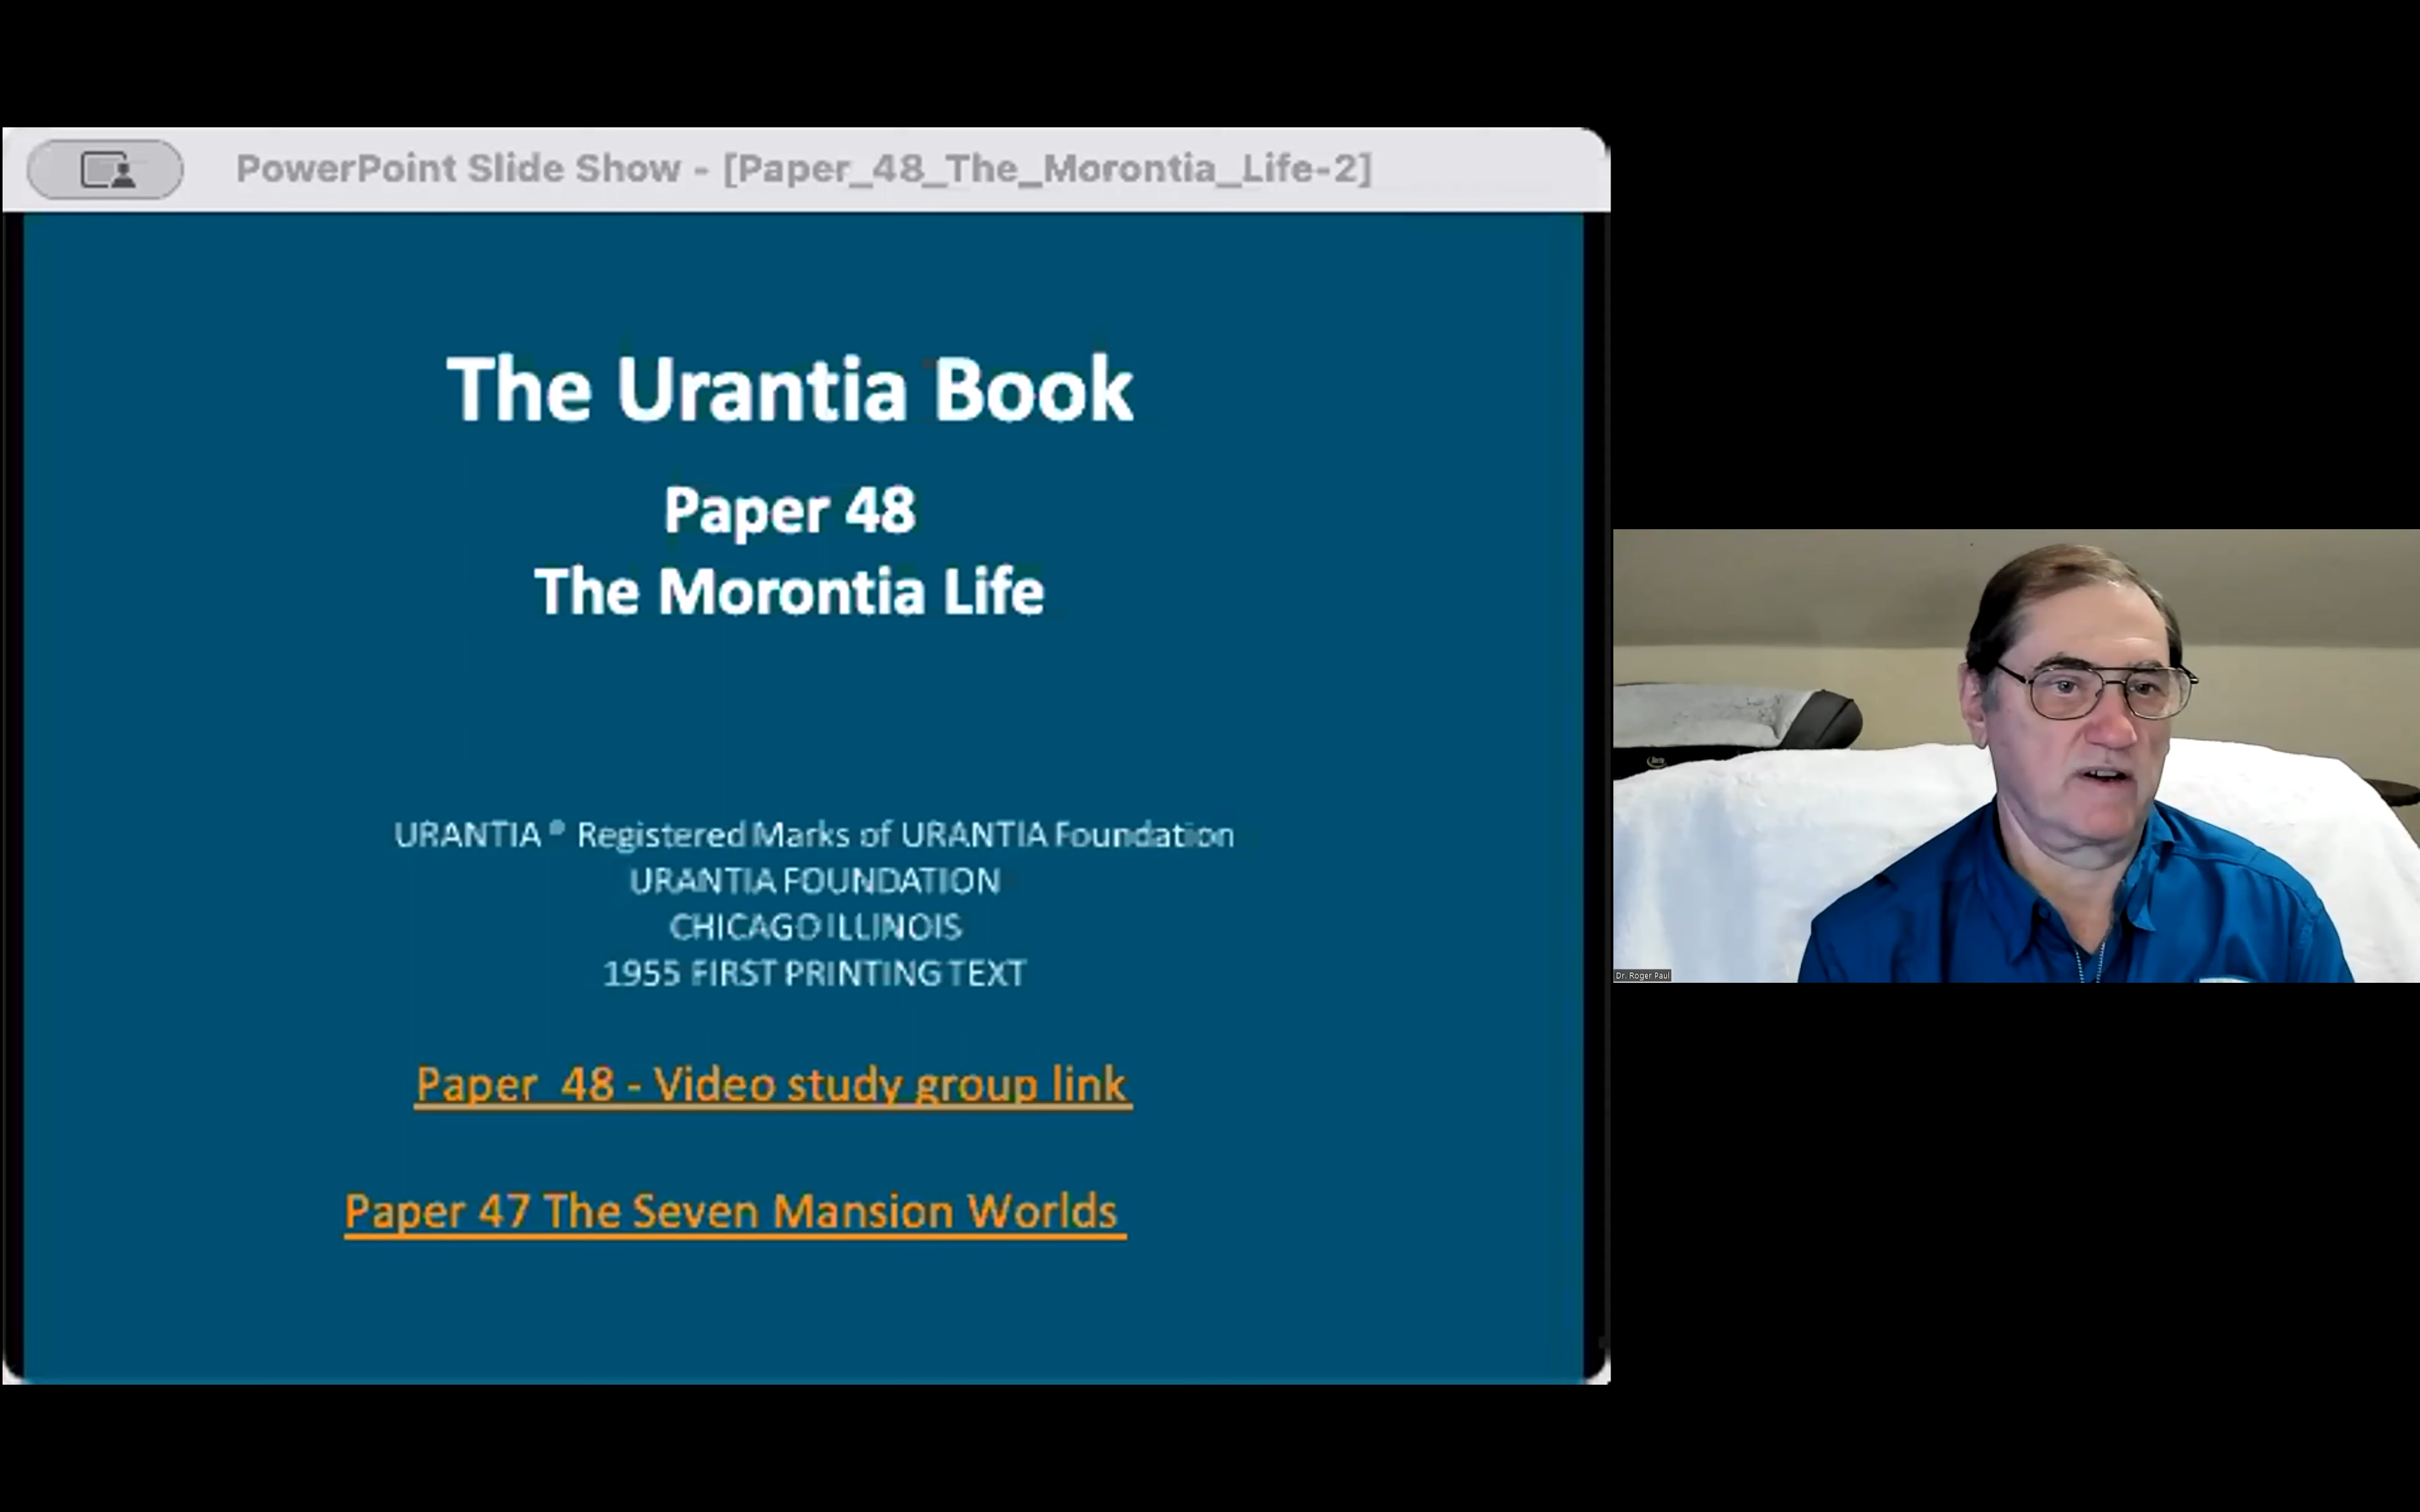 PowerPoint Slide Show - [Paper_48_The_Morontia_Life-2]
The Urantia Book
Paper 48
The Morontia Life
URANTIA® Registered Marks of URANTIA Foundation
URANTIA FOUNDATION
CHICAGO ILLINOIS
1955 FIRST PRINTING TEXT
Paper 48 - Video study group link
Paper 47 The Seven Mansion Worlds
Dr. Roger Paul